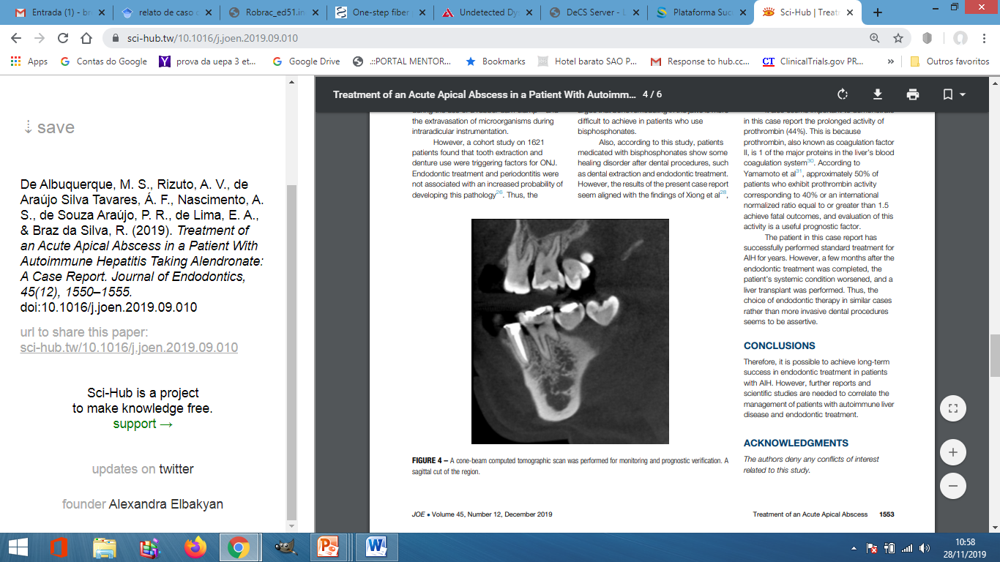 Entrada (1) - br
relato de caso c
Robrac_ed51.in
One-step fiber
Undetected Dy
DeCS Server - L
Plataforma Suc
Sci-Hub | Treat
sci-hub.tw/10.1016/j.joen.2019.09.010
Apps
Contas do Google
prova da uepa 3 et...
Google Drive
.::PORTAL MENTOR...
Bookmarks
Hotel barato SAO P...
Response to hub.cc...
CT ClinicalTrials.gov PR...
»
Outros favoritos
⇣ save
De Albuquerque, M. S., Rizuto, A. V., de
Araújo Silva Tavares, Á. F., Nascimento, A.
S., de Souza Araújo, P. R., de Lima, E. A.,
& Braz da Silva, R. (2019). Treatment of
an Acute Apical Abscess in a Patient With
Autoimmune Hepatitis Taking Alendronate:
A Case Report. Journal of Endodontics,
45(12), 1550–1555.
doi:10.1016/j.joen.2019.09.010
url to share this paper:
sci-hub.tw/10.1016/j.joen.2019.09.010
Sci-Hub is a project
to make knowledge free.
support →
updates on twitter
founder Alexandra Elbakyan
Treatment of an Acute Apical Abscess in a Patient With Autoimm... 4 / 6
the extravasation of microorganisms during
intraradicular instrumentation.
However, a cohort study on 1621
patients found that tooth extraction and
denture use were triggering factors for ONJ.
Endodontic treatment and periodontitis were
not associated with an increased probability of
developing this pathology26. Thus, the
difficult to achieve in patients who use
bisphosphonates.
Also, according to this study, patients
medicated with bisphosphonates show some
healing disorder after dental procedures, such
as dental extraction and endodontic treatment.
However, the results of the present case report
seem aligned with the findings of Xiong et al28,
FIGURE 4 – A cone-beam computed tomographic scan was performed for monitoring and prognostic verification. A
sagittal cut of the region.
in this case report the prolonged activity of
prothrombin (44%). This is because
prothrombin, also known as coagulation factor
II, is 1 of the major proteins in the liver's blood
coagulation system30. According to
Yamamoto et al31, approximately 50% of
patients who exhibit prothrombin activity
corresponding to 40% or an international
normalized ratio equal to or greater than 1.5
achieve fatal outcomes, and evaluation of this
activity is a useful prognostic factor.
The patient in this case report has
successfully performed standard treatment for
AIH for years. However, a few months after the
endodontic treatment was completed, the
patient's systemic condition worsened, and a
liver transplant was performed. Thus, the
choice of endodontic therapy in similar cases
rather than more invasive dental procedures
seems to be assertive.
CONCLUSIONS
Therefore, it is possible to achieve long-term
success in endodontic treatment in patients
with AIH. However, further reports and
scientific studies are needed to correlate the
management of patients with autoimmune liver
disease and endodontic treatment.
ACKNOWLEDGMENTS
The authors deny any conflicts of interest
related to this study.
JOE • Volume 45, Number 12, December 2019
Treatment of an Acute Apical Abscess 1553
10:58
28/11/2019